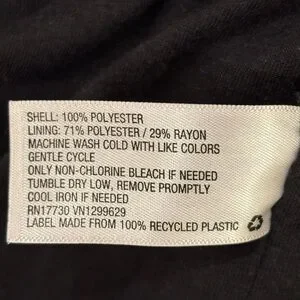 SHELL: 100% POLYESTER
LINING: 71% POLYESTER / 29% RAYON
MACHINE WASH COLD WITH LIKE COLORS
GENTLE CYCLE
ONLY NON-CHLORINE BLEACH IF NEEDED
TUMBLE DRY LOW, REMOVE PROMPTLY
COOL IRON IF NEEDED
RN17730 VN1299629
LABEL MADE FROM 100% RECYCLED PLASTIC